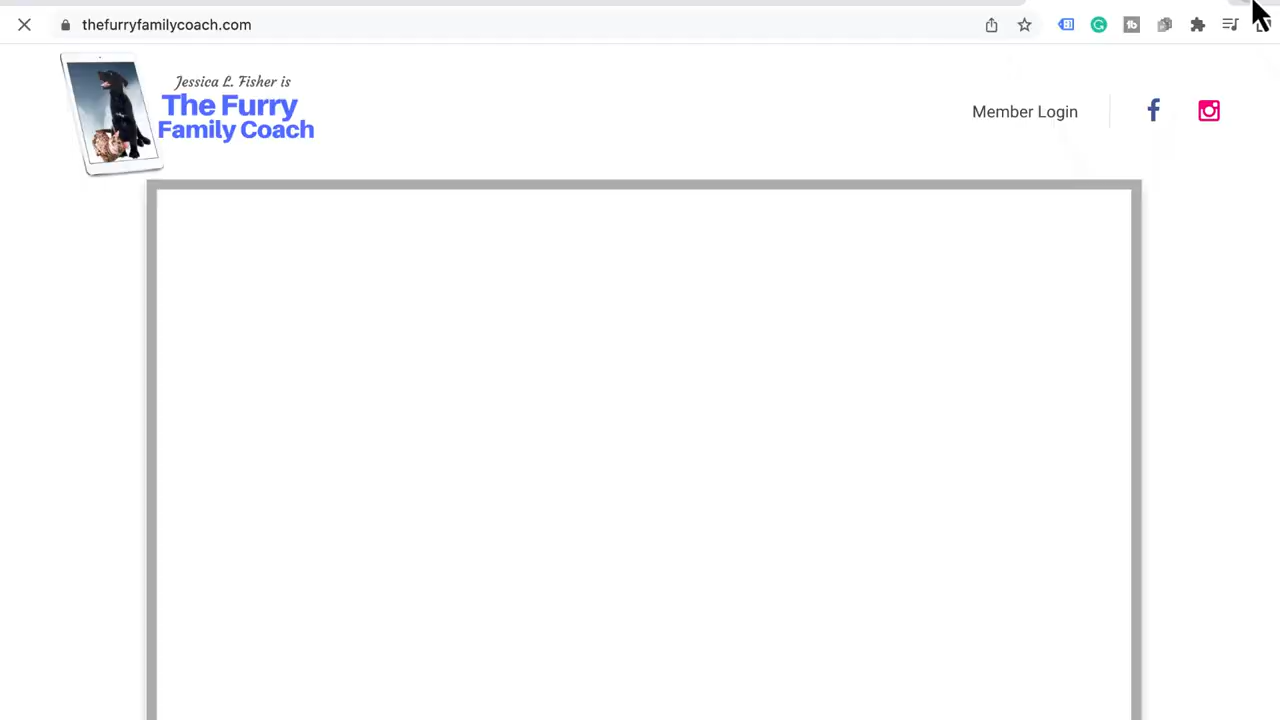 thefurryfamilycoach.com
Jessica L. Fisher is
The Furry
Family Coach
Member Login